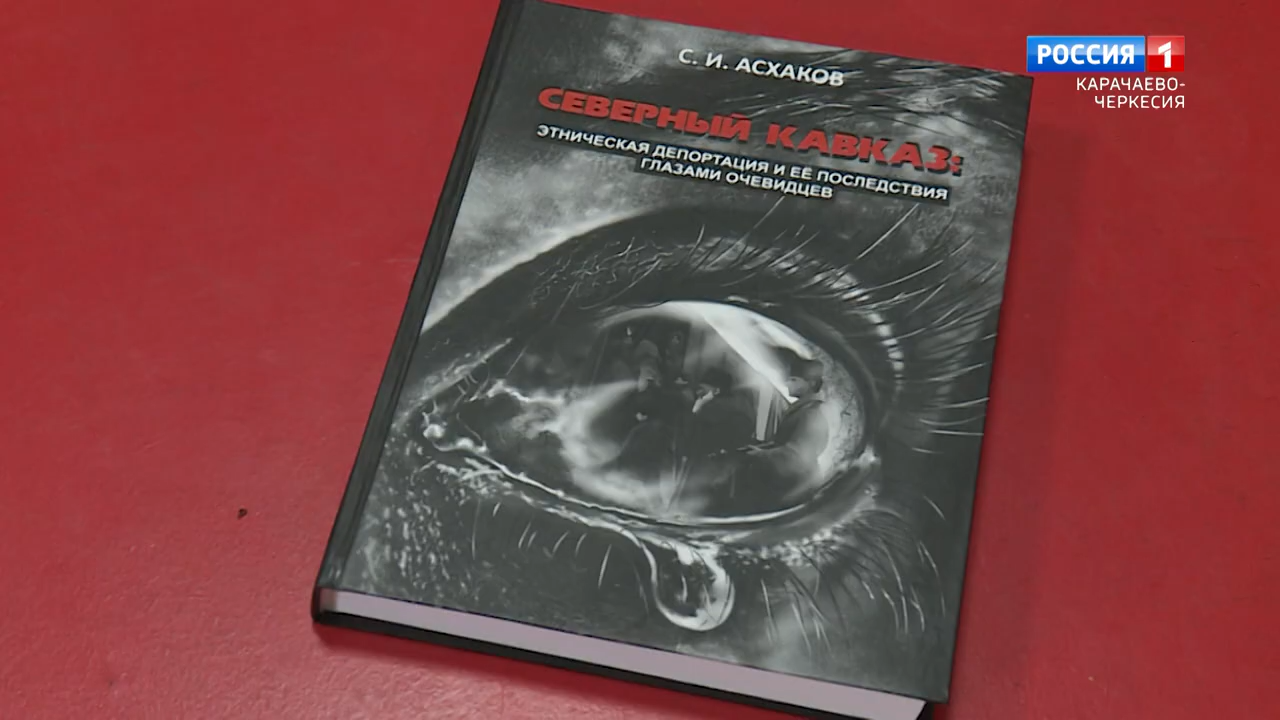 С. И. АСХАКОВ
СЕВЕРНЫЙ КАВКАЗ:
ЭТНИЧЕСКАЯ ДЕПОРТАЦИЯ И ЕЁ ПОСЛЕДСТВИЯ
ГЛАЗАМИ ОЧЕВИДЦЕВ
РОССИЯ 1
КАРАЧАЕВО-
ЧЕРКЕСИЯ